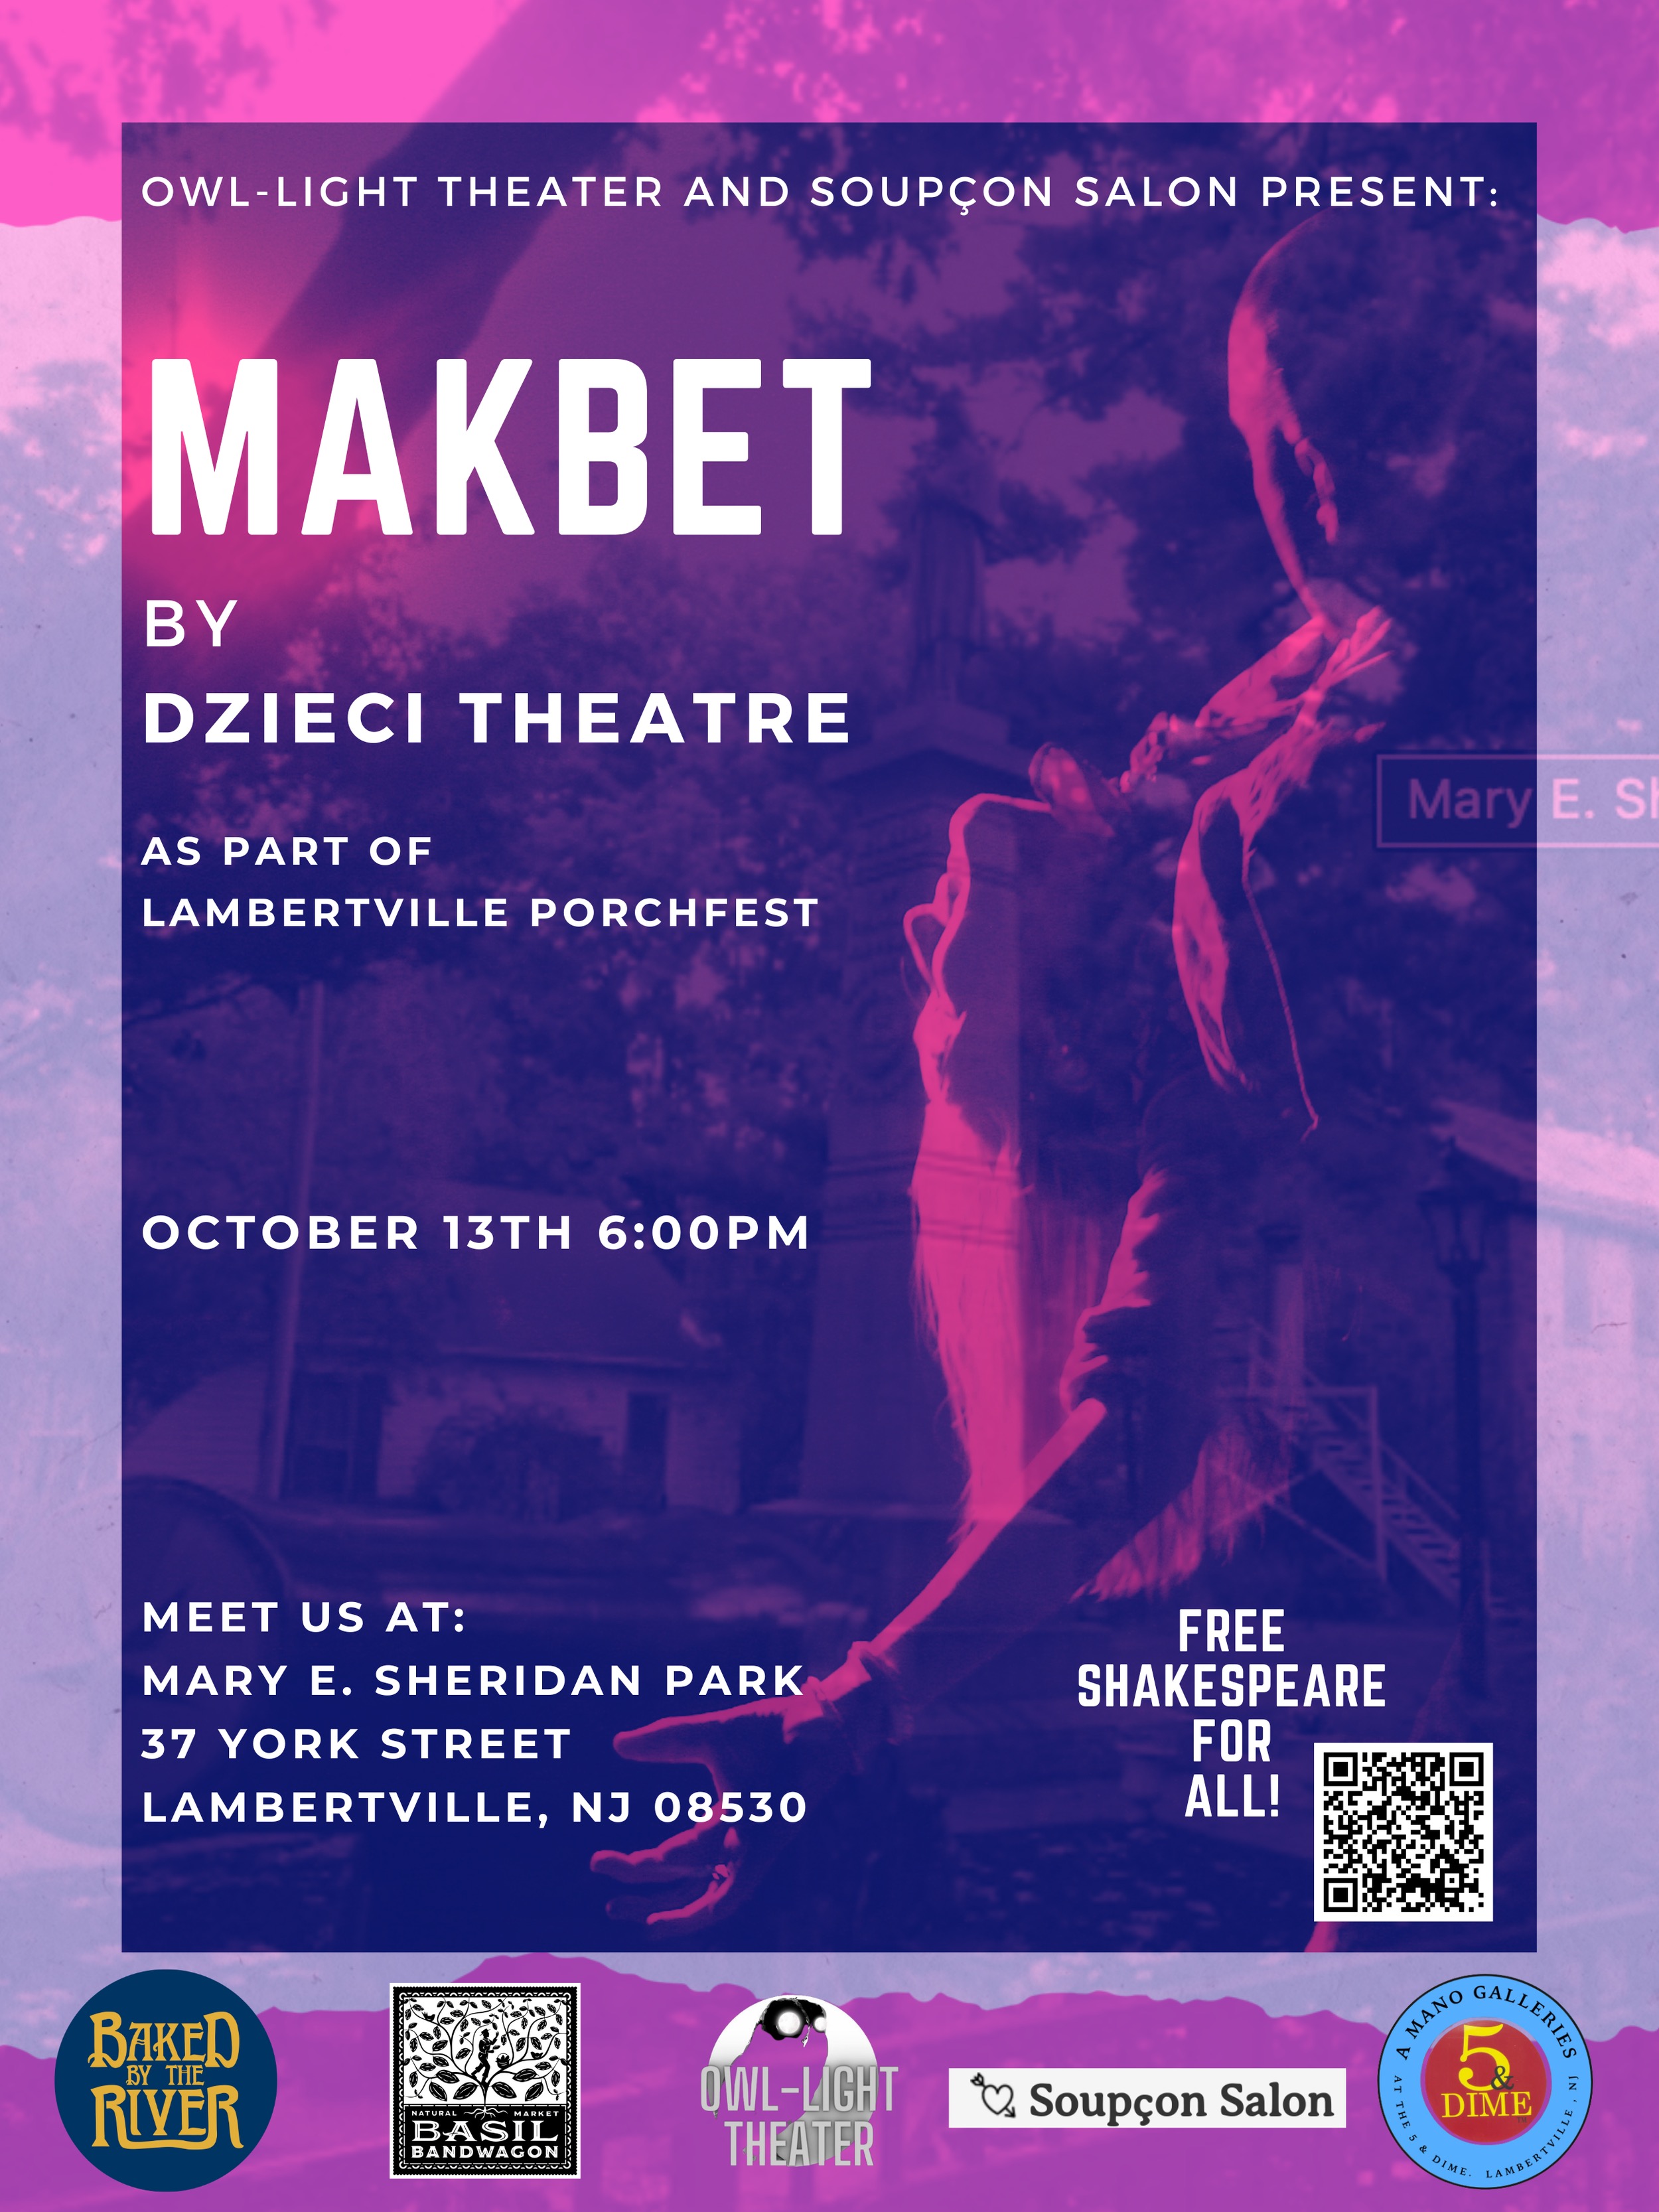 OWL-LIGHT THEATER AND SOUPÇON SALON PRESENT:
MAKBET
BY
DZIECI THEATRE
AS PART OF
LAMBERTVILLE PORCHFEST
Mary E. Sh
OCTOBER 13TH 6:00PM
MEET US AT:
MARY E. SHERIDAN PARK
37 YORK STREET
LAMBERTVILLE, NJ 08530
FREE
SHAKESPEARE
FOR
ALL!
BAKED
BY THE
RIVER
NATURAL MARKET
BASIL
BANDWAGON
OWL-LIGHT
THEATER
Soupçon Salon
A MANO GALLERIES
5
&
DIME
AT THE 5 & DIME. LAMBERTVILLE, NJ